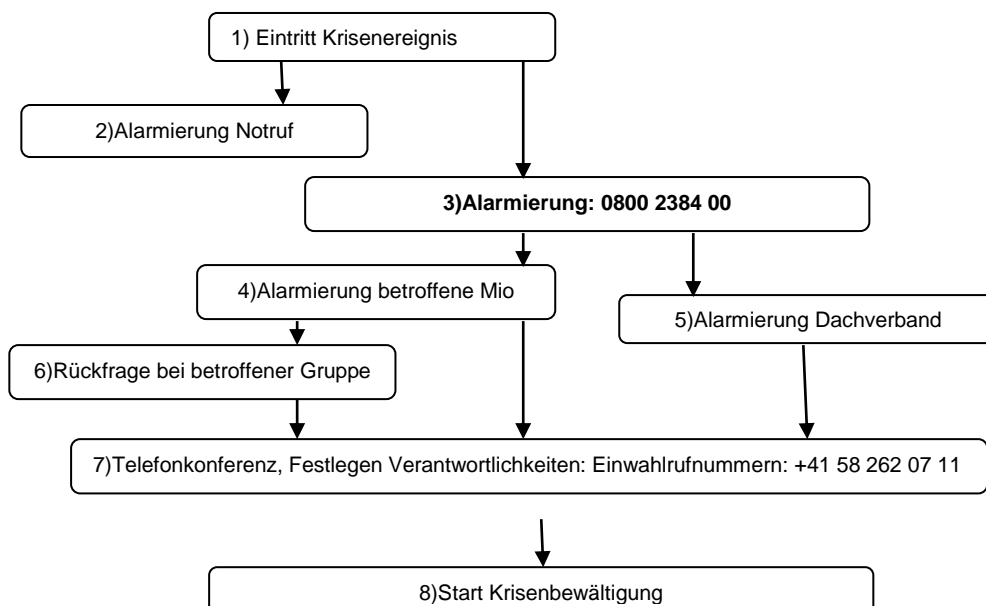 1) Eintritt Krisenereignis
2)Alarmierung Notruf
3)Alarmierung: 0800 2384 00
4)Alarmierung betroffene Mio
5)Alarmierung Dachverband
6)Rückfrage bei betroffener Gruppe
7)Telefonkonferenz, Festlegen Verantwortlichkeiten: Einwahlrufnummern: +41 58 262 07 11
8)Start Krisenbewältigung